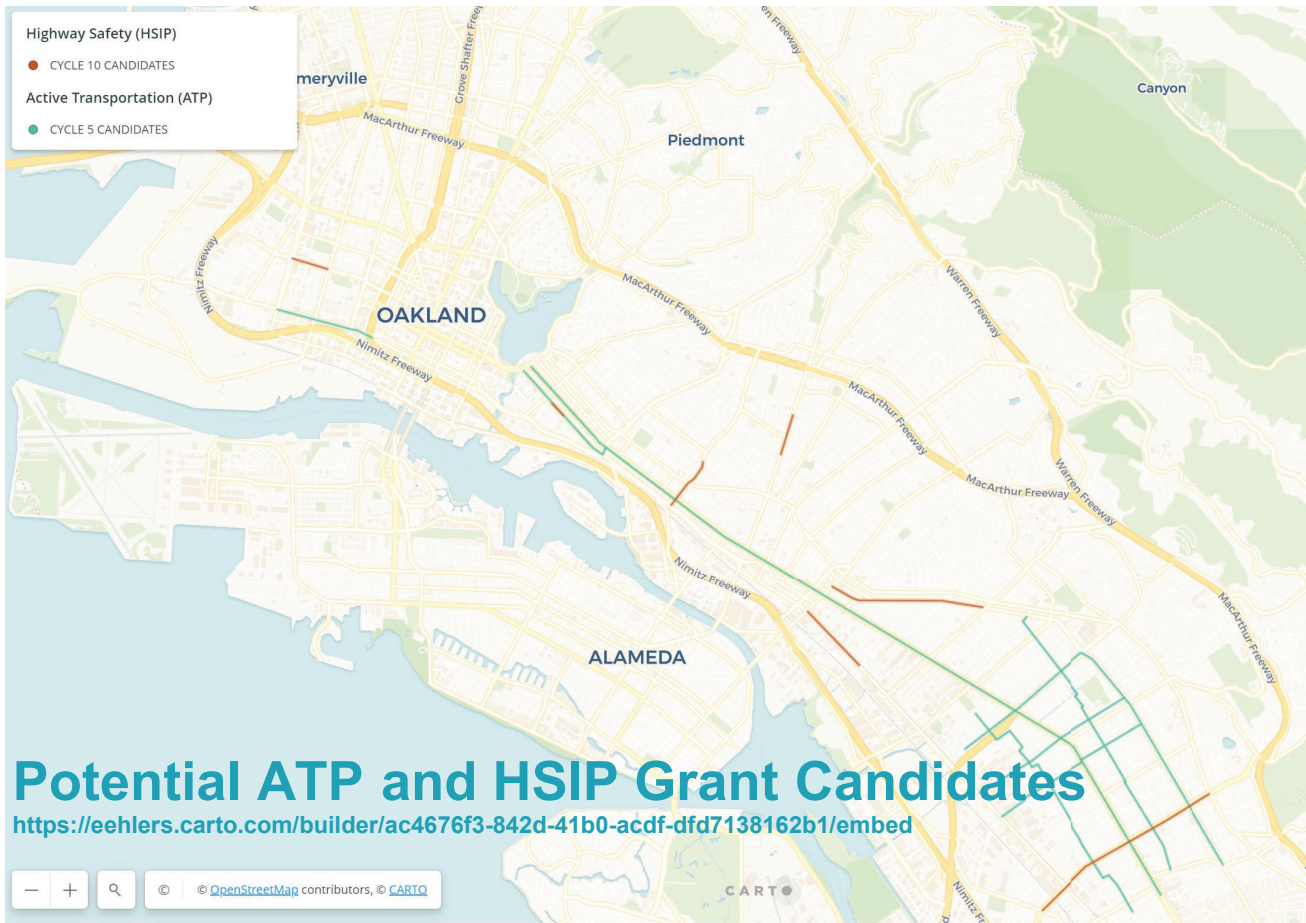 Highway Safety (HSIP)
CYCLE 10 CANDIDATES
Active Transportation (ATP)
CYCLE 5 CANDIDATES
meryville
Grove Shafter Free
en Freeway
Canyon
MacArthur Freeway
Piedmont
Nimitz Freeway
MacArthur Freeway
Warren Freeway
OAKLAND
Nimitz Freeway
MacArthur Freeway
MacArthur Freeway
Warren Freeway
Nimitz Freeway
MacArthur Freeway
ALAMEDA
Potential ATP and HSIP Grant Candidates
https://eehlers.carto.com/builder/ac4676f3-842d-41b0-acdf-dfd7138162b1/embed
© © OpenStreetMap contributors, © CARTO
CARTO
Nimitz F
d.